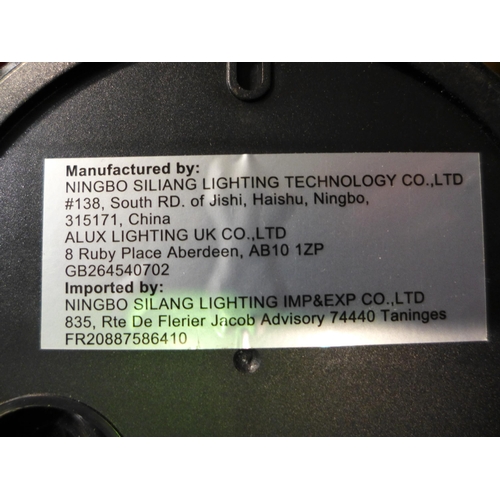 Manufactured by:
NINGBO SILIANG LIGHTING TECHNOLOGY CO.,LTD
#138, South RD. of Jishi, Haishu, Ningbo,
315171, China
ALUX LIGHTING UK CO.,LTD
8 Ruby Place Aberdeen, AB10 1ZP
GB264540702
Imported by:
NINGBO SILANG LIGHTING IMP&EXP CO.,LTD
835, Rte De Flerier Jacob Advisory 74440 Taninges
FR20887586410